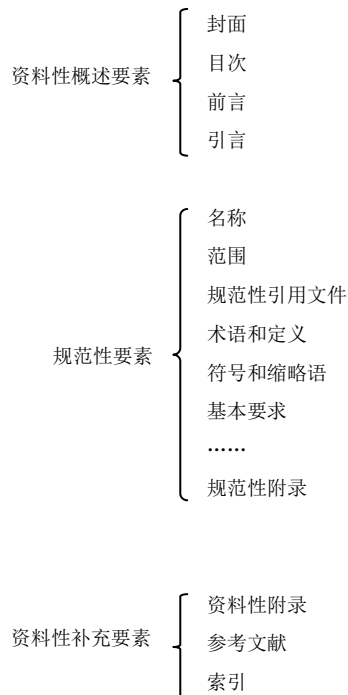 资料性概述要素
封面
目次
前言
引言
规范性要素
名称
范围
规范性引用文件
术语和定义
符号和缩略语
基本要求
……
规范性附录
资料性补充要素
资料性附录
参考文献
索引